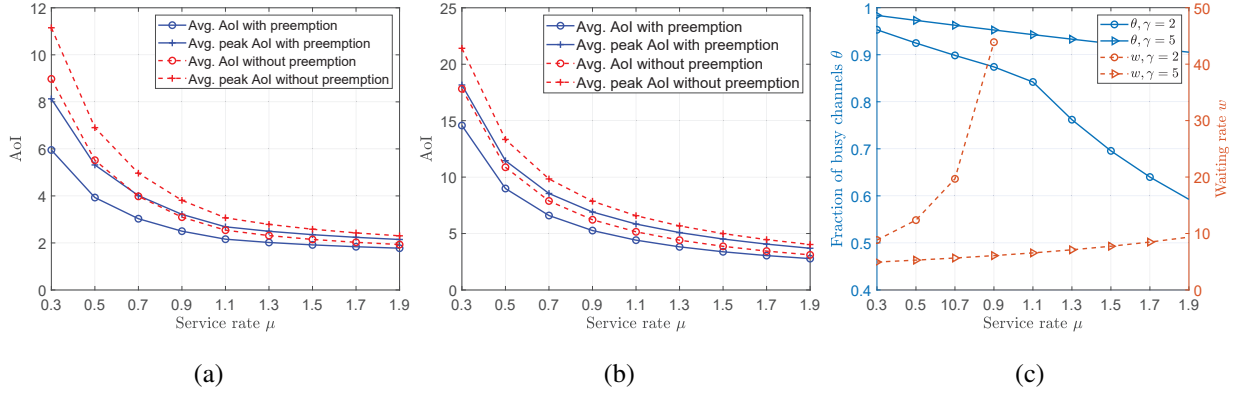 12
10
8
6
4
2
0
AoI
0.3 0.5 0.7 0.9 1.1 1.3 1.5 1.7 1.9
Service rate μ
Avg. AoI with preemption
Avg. peak AoI with preemption
Avg. AoI without preemption
Avg. peak AoI without preemption
(a)
25
20
15
10
5
0
AoI
0.3 0.5 0.7 0.9 1.1 1.3 1.5 1.7 1.9
Service rate μ
Avg. AoI with preemption
Avg. peak AoI with preemption
Avg. AoI without preemption
Avg. peak AoI without preemption
(b)
1
0.9
0.8
0.7
0.6
0.5
0.4
Fraction of busy channels θ
0.3 0.5 10.7 0.9 1.1 1.3 1.5 1.7 1.9
Service rate μ
θ, γ = 2
θ, γ = 5
w, γ = 2
w, γ = 5
50
40
30
20
10
0
Waiting rate w
(c)